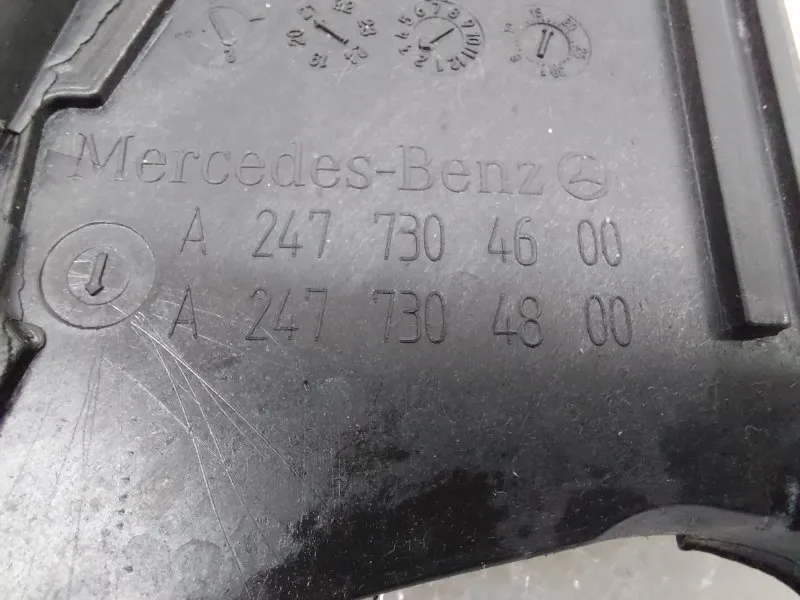 Mercedes-Benz
A 247 730 46 00
A 247 730 48 00